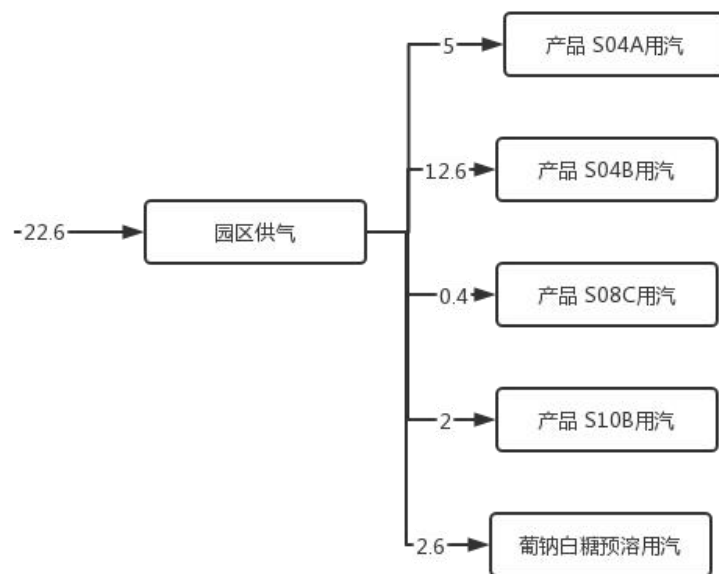 5
产品 S04A用汽
12.6
产品 S04B用汽
22.6
园区供气
0.4
产品 S08C用汽
2
产品 S10B用汽
2.6
葡钠白糖预溶用汽